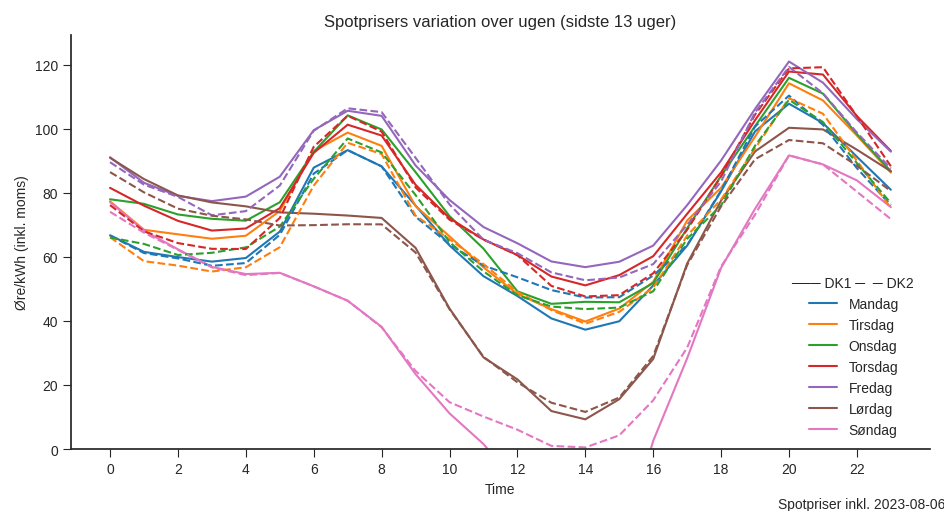 Spotprisers variation over ugen (sidste 13 uger)
Øre/kWh (inkl. moms)
120
100
80
60
40
20
0
0 2 4 6 8 10 12 14 16 18 20 22
Time
DK1 DK2
Mandag
Tirsdag
Onsdag
Torsdag
Fredag
Lørdag
Søndag
Spotpriser inkl. 2023-08-06